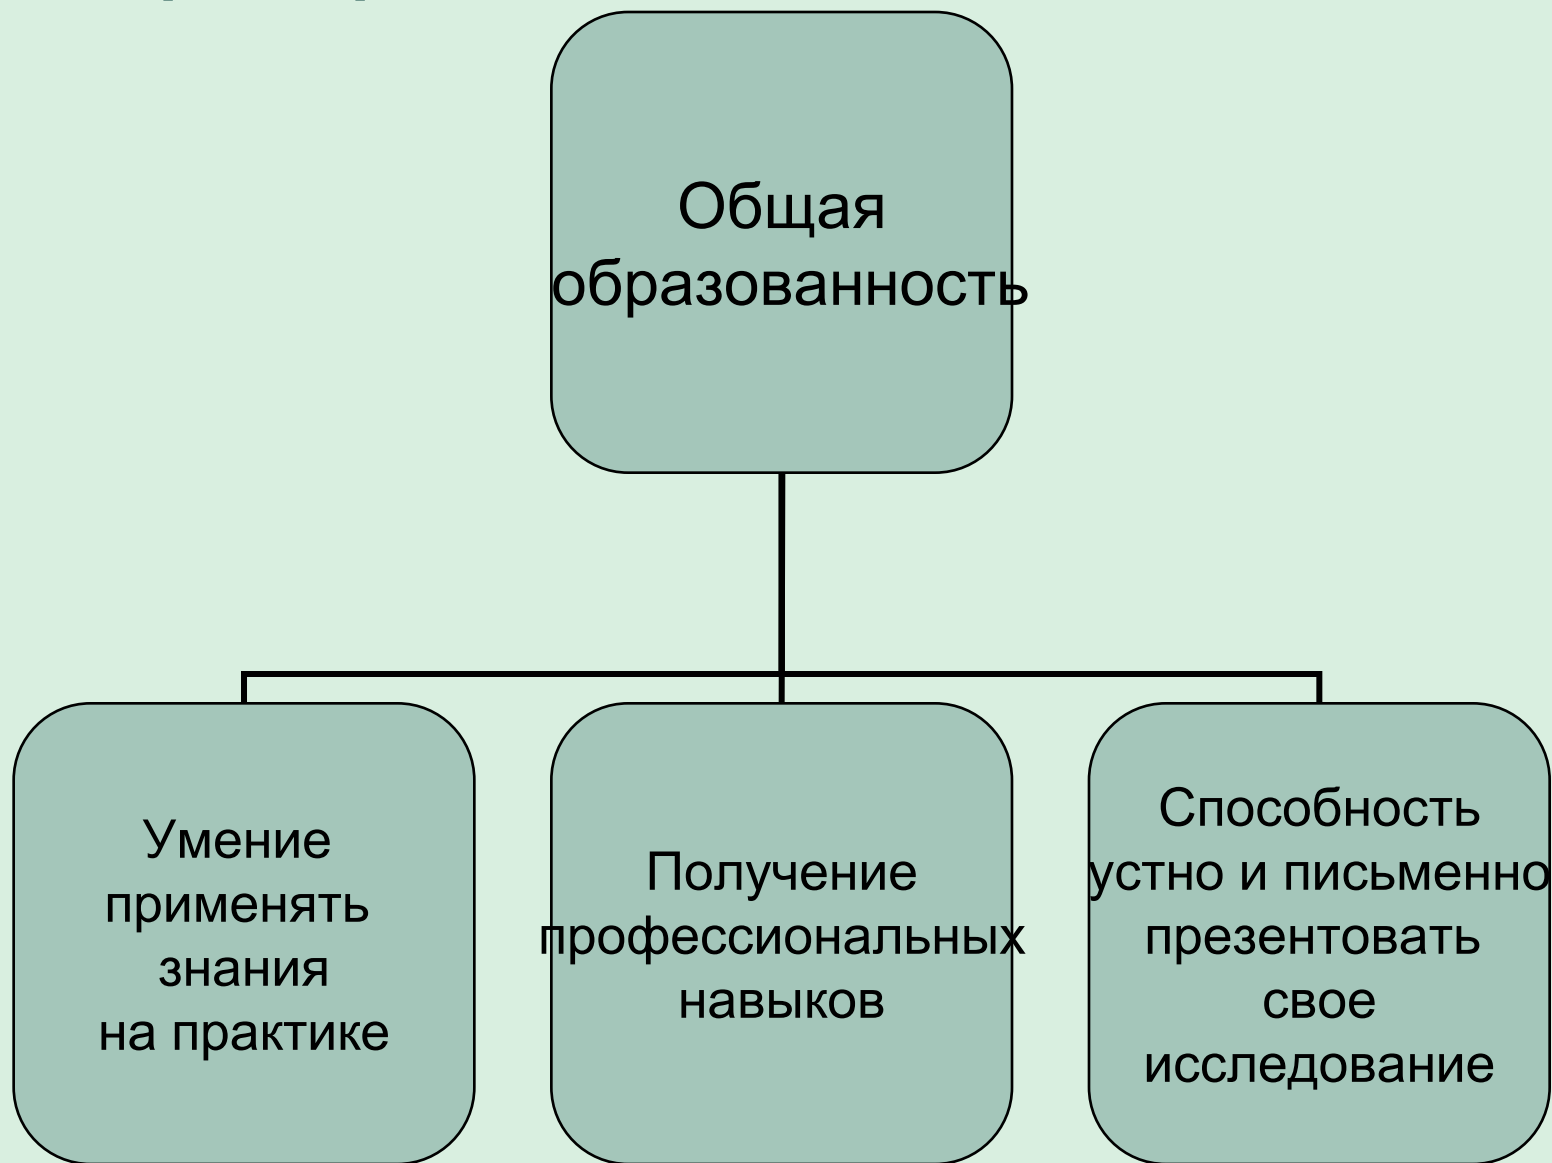 Общая
образованность
Умение
применять
знания
на практике
Получение
профессиональных
навыков
Способность
устно и письменно
презентовать
свое
исследование